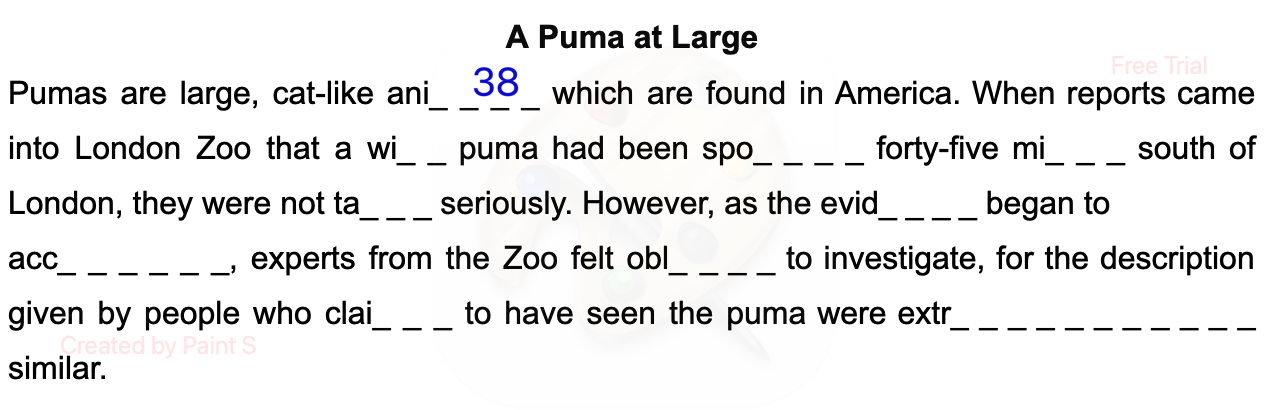 A Puma at Large
Free Trial
Pumas are large, cat-like ani_ _38_ _ which are found in America. When reports came
into London Zoo that a wi_ _ puma had been spo_ _ _ _ forty-five mi_ _ _ south of
London, they were not ta_ _ _ seriously. However, as the evid_ _ _ _ began to
acc_ _ _ _ _ _, experts from the Zoo felt obl_ _ _ _ to investigate, for the description
given by people who clai_ _ _ to have seen the puma were extr_ _ _ _ _ _ _ _ _ _ _
Created by Paint S
similar.